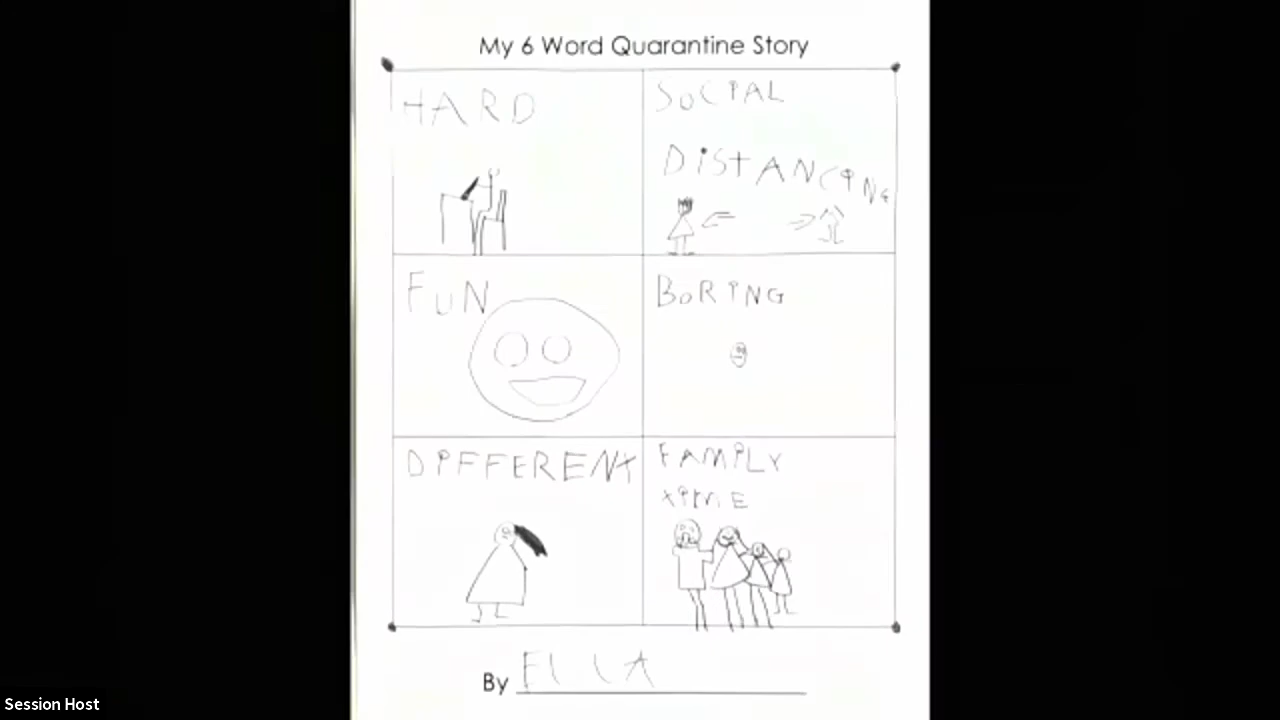 My 6 Word Quarantine Story
HARD
SOCIAL
DISTANCING
FUN
BORING
DIFFERENT
FAMILY
TIME
By ELLA
Session Host